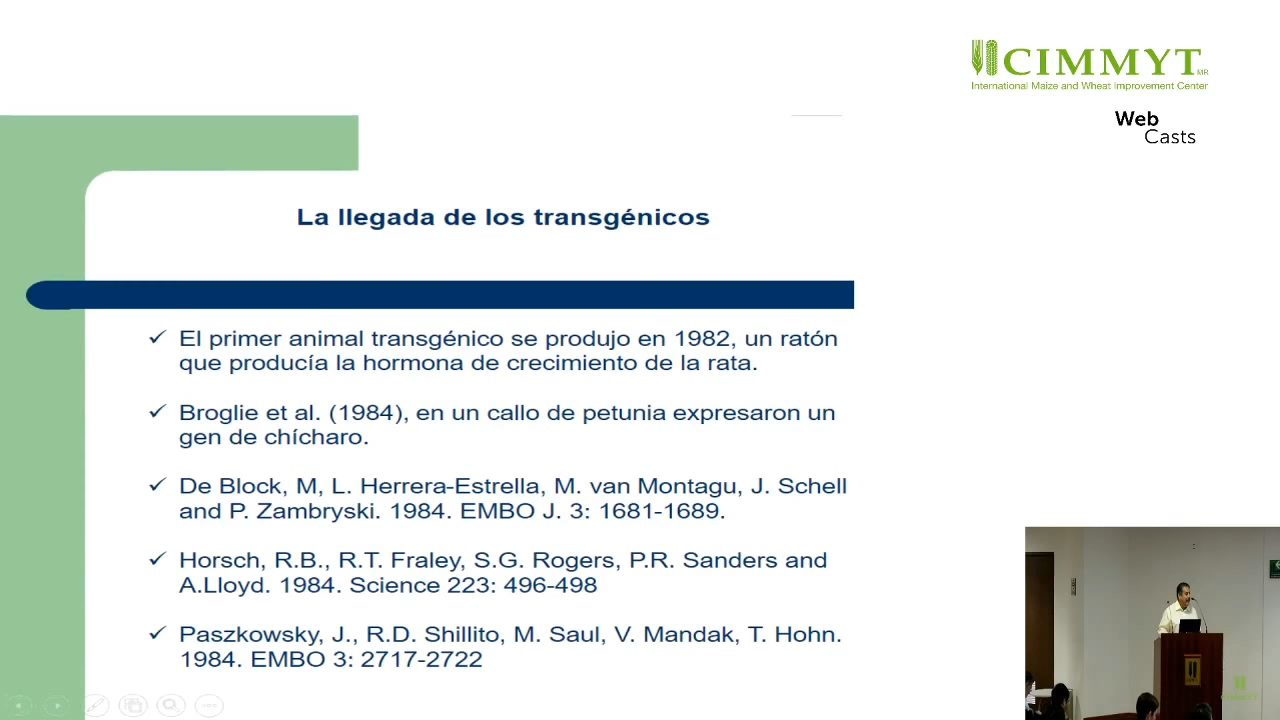 CIMMYT MR
International Maize and Wheat Improvement Center
Web
Casts
La llegada de los transgénicos
El primer animal transgénico se produjo en 1982, un ratón
que producía la hormona de crecimiento de la rata.
Broglie et al. (1984), en un callo de petunia expresaron un
gen de chícharo.
De Block, M, L. Herrera-Estrella, M. van Montagu, J. Schell
and P. Zambryski. 1984. EMBO J. 3: 1681-1689.
Horsch, R.B., R.T. Fraley, S.G. Rogers, P.R. Sanders and
A.Lloyd. 1984. Science 223: 496-498
Paszkowsky, J., R.D. Shillito, M. Saul, V. Mandak, T. Hohn.
1984. EMBO 3: 2717-2722